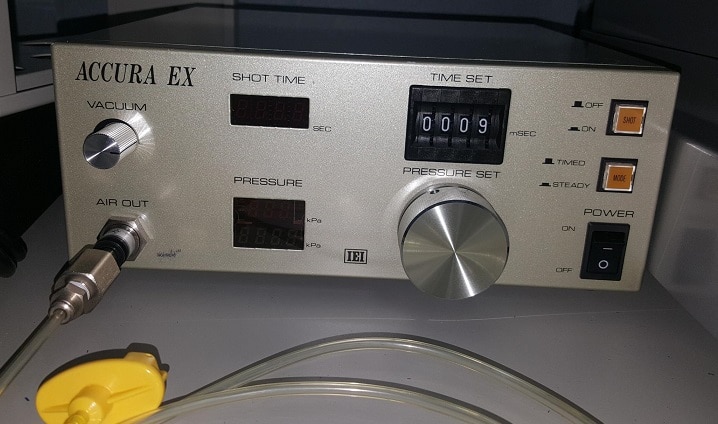 ACCURA EX
SHOT TIME
SEC
TIME SET
0009
mSEC
OFF
ON
SHOT
VACUUM
TIMED
STEADY
MODE
PRESSURE
kPa
kPa
PRESSURE SET
AIR OUT
IEI
POWER
ON
OFF